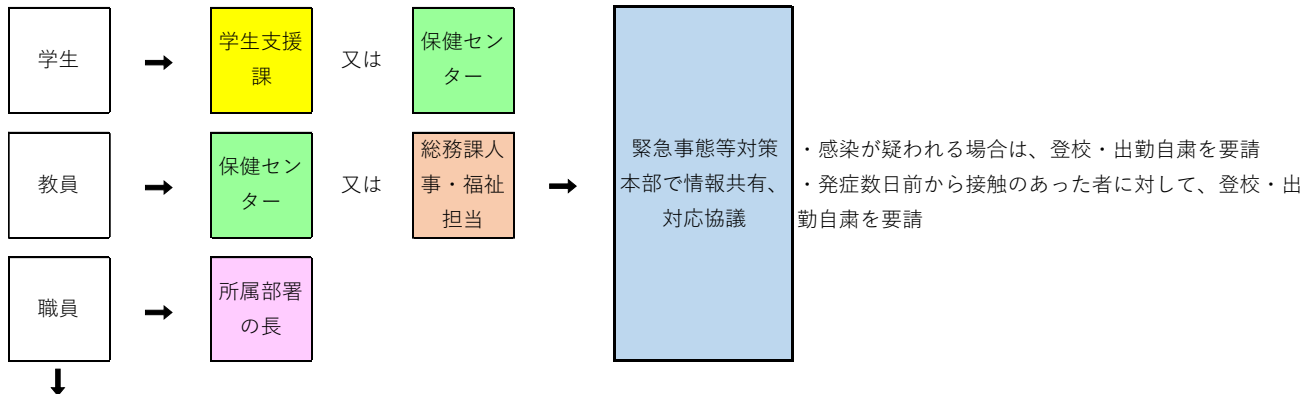 学生
学生支援
課
又は
保健セン
ター
教員
保健セン
ター
又は
総務課人
事・福祉
担当
職員
所属部署
の長
緊急事態等対策
本部で情報共有、
対応協議
・感染が疑われる場合は、登校・出勤自粛を要請
・発症数日前から接触のあった者に対して、登校・出
勤自粛を要請